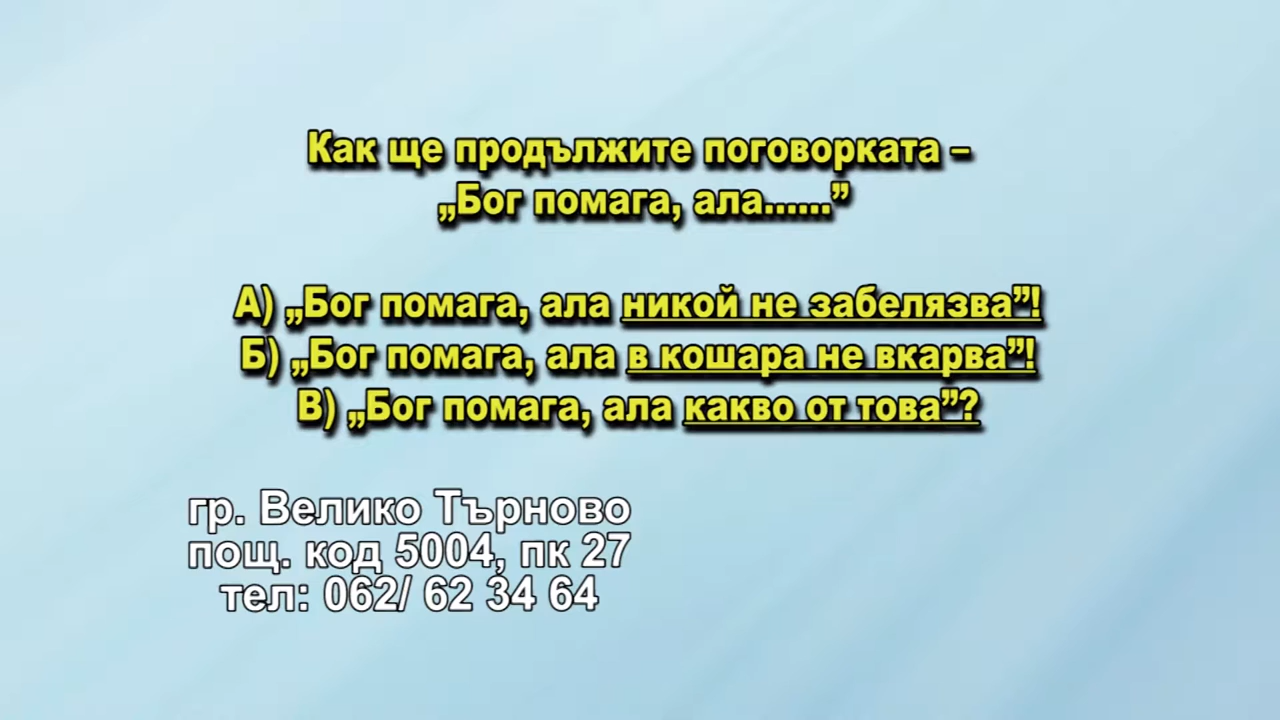 Как ще продължите поговорката –
„Бог помага, ала......”
А) „Бог помага, ала никой не забелязва”!
Б) „Бог помага, ала в кошара не вкарва”!
В) „Бог помага, ала какво от това”?
гр. Велико Търново
пощ. код 5004, пк 27
тел: 062/ 62 34 64